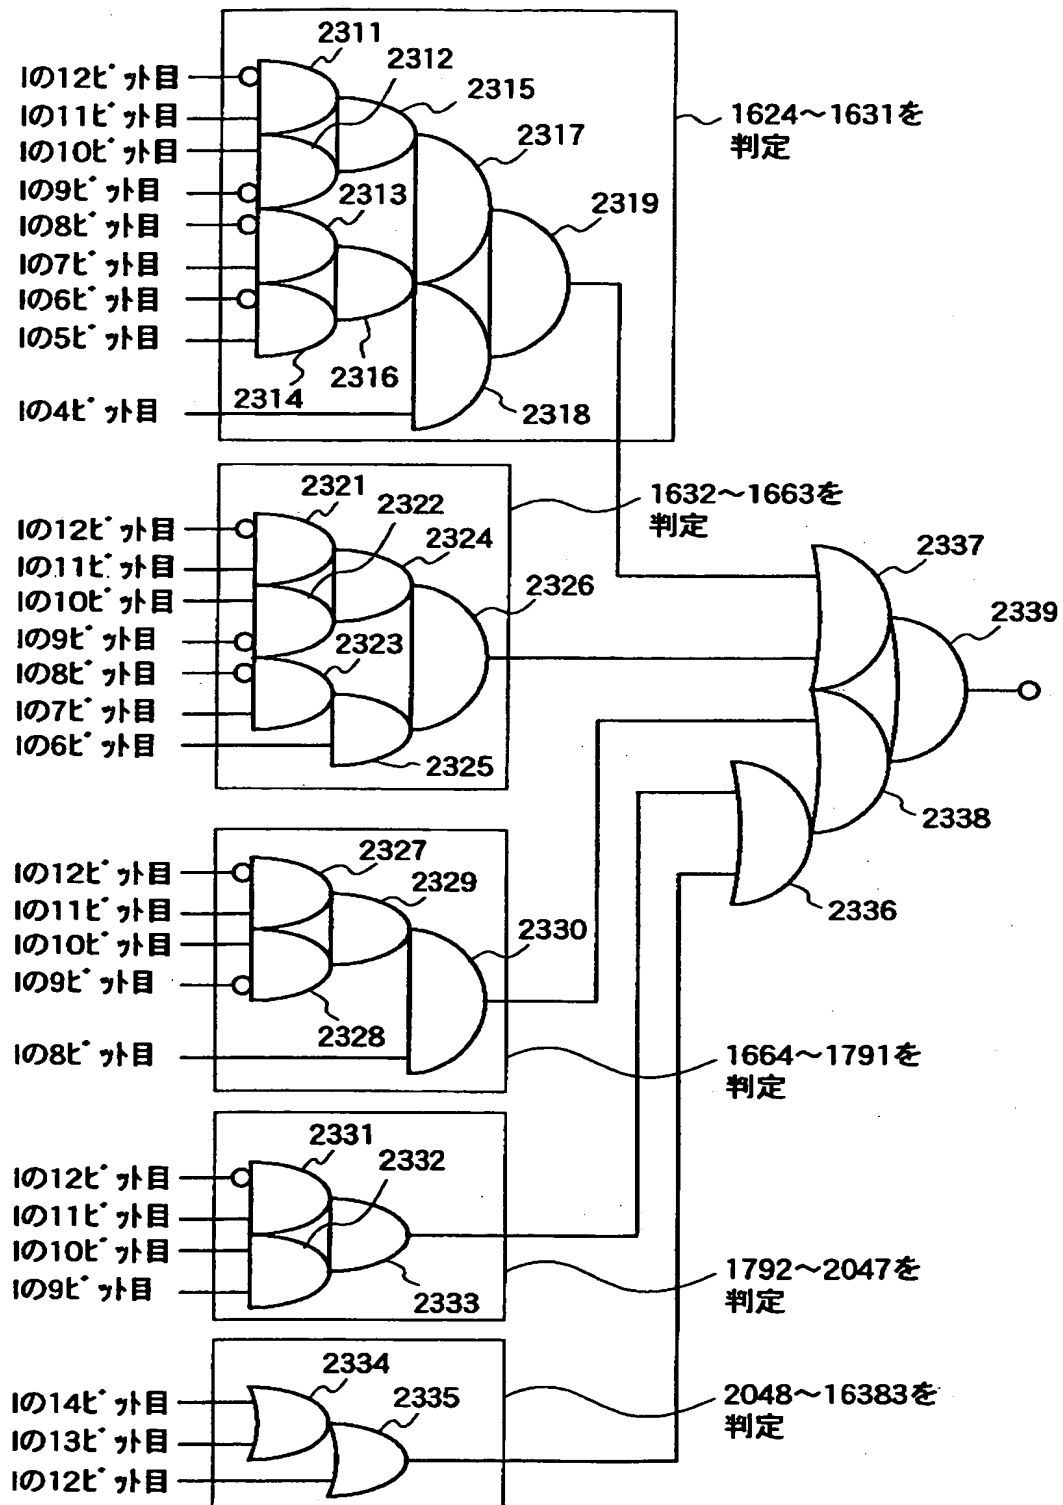 2311
2312
Iの12ビット目
2315
Iの11ビット目
1624～1631を
判定
2317
Iの10ビット目
Iの9ビット目
2313
2319
Iの8ビット目
Iの7ビット目
Iの6ビット目
Iの5ビット目
2316
2314
2318
Iの4ビット目
2321
2322
1632～1663を
判定
Iの12ビット目
2324
Iの11ビット目
2337
2326
Iの10ビット目
2339
Iの9ビット目
2323
Iの8ビット目
Iの7ビット目
Iの6ビット目
2325
2338
2327
Iの12ビット目
2329
Iの11ビット目
2336
2330
Iの10ビット目
Iの9ビット目
2328
Iの8ビット目
1664～1791を
判定
2331
2332
Iの12ビット目
Iの11ビット目
Iの10ビット目
1792～2047を
判定
Iの9ビット目
2333
2334
2335
2048～16383を
判定
Iの14ビット目
Iの13ビット目
Iの12ビット目